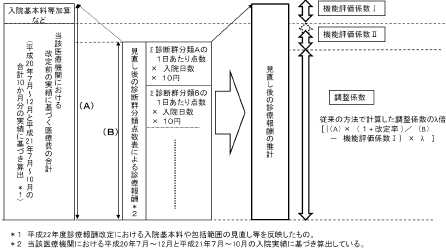 入院基本料等加算
など
当該医療機関における
改定前の実績に基づく医療費の合計
(平成20年7月～12月と平成21年7月～10月の
合計10か月分の実績に基づき算出 *1)
(A)
(B)
見直し後の診断群分類点数表による診療報酬*2
Σ診断群分類Aの
1日あたり点数
× 入院日数
× 10円
Σ診断群分類Bの
1日あたり点数
× 入院日数
× 10円
見直し後の診療報酬の推計
機能評価係数Ⅰ
機能評価係数Ⅱ
調整係数
従来の方法で計算した調整係数のλ倍
[{(A) × (1+改定率)／ (B)
－ 機能評価係数Ⅰ} × λ ]
*1 平成22年度診療報酬改定における入院基本料や包括範囲の見直し等を反映したもの。
*2 当該医療機関における平成20年7月～12月と平成21年7月～10月の入院実績に基づき算出している。